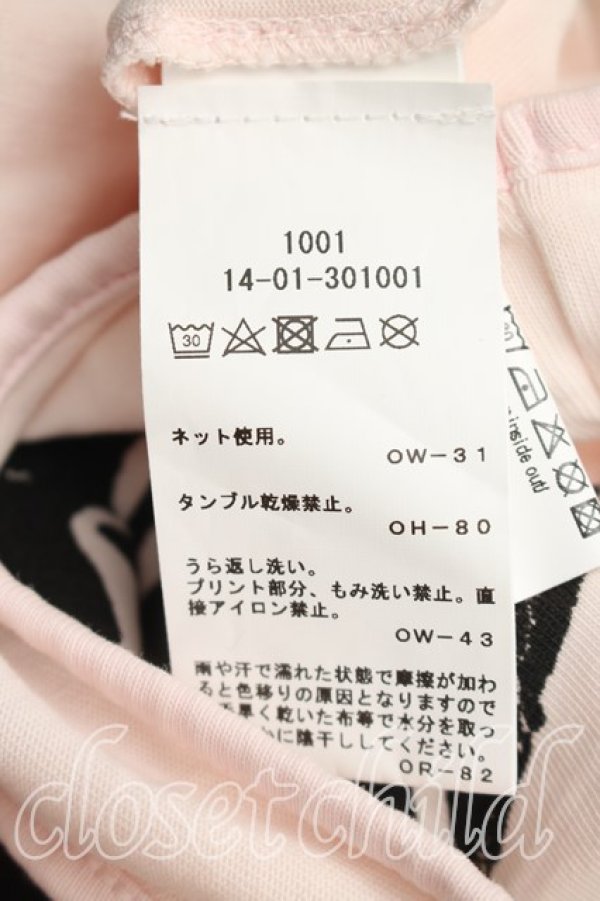 1001
14-01-301001
30
ネット使用。
OW-31
タンブル乾燥禁止。
OH-80
うら返し洗い。
プリント部分、もみ洗い禁止。直
接アイロン禁止。
OW-43
雨や汗で濡れた状態で摩擦が加わ
ると色移りの原因となりますので
早く乾いた布等で水分を取っ
に陰干ししてください。
OR-82
inside out/
closet child